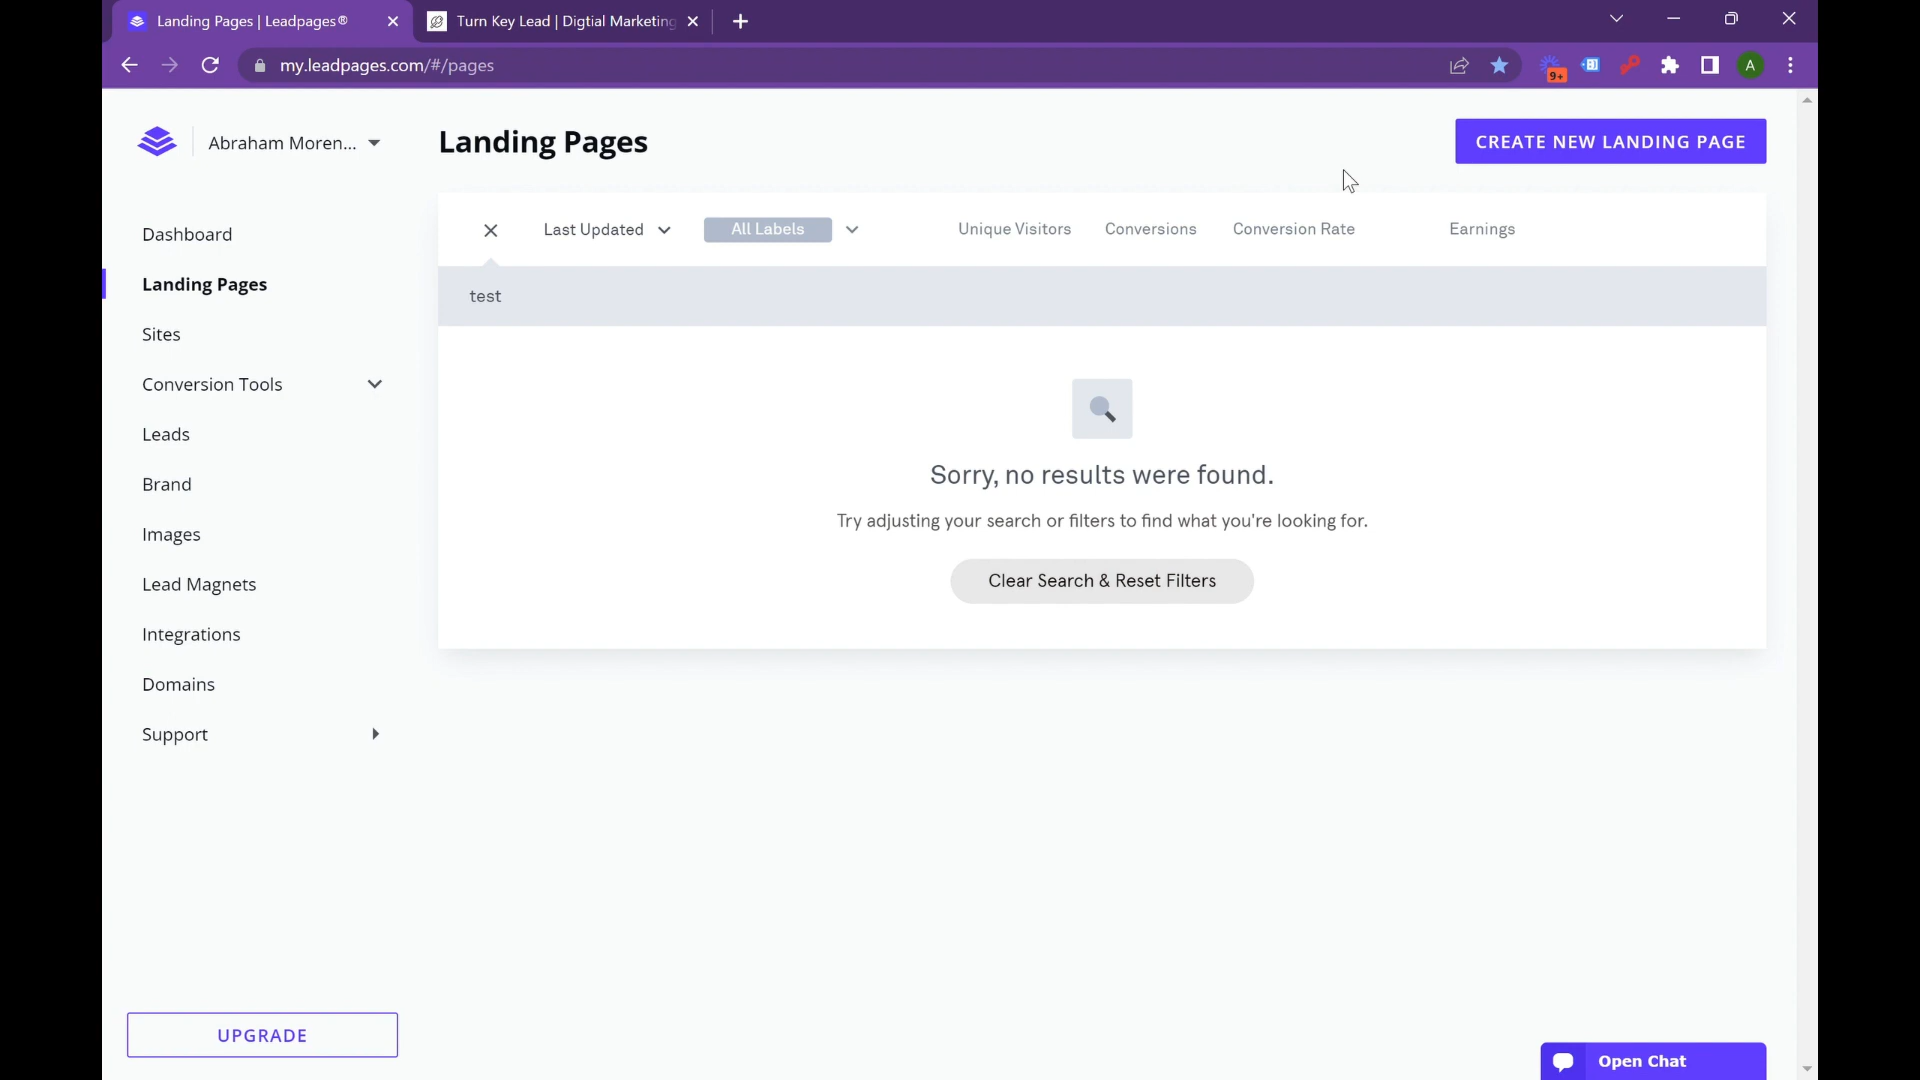 Landing Pages | Leadpages®
Turn Key Lead | Digtial Marketing
my.leadpages.com/#/pages
9+
A
Abraham Moren...
Landing Pages
CREATE NEW LANDING PAGE
Last Updated
All Labels
Unique Visitors
Conversions
Conversion Rate
Earnings
test
Dashboard
Landing Pages
Sites
Conversion Tools
Leads
Brand
Images
Lead Magnets
Integrations
Domains
Support
Sorry, no results were found.
Try adjusting your search or filters to find what you're looking for.
Clear Search & Reset Filters
UPGRADE
Open Chat